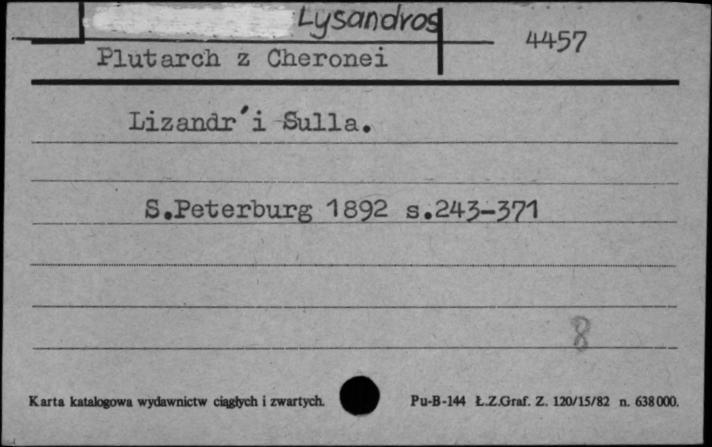 Lysandros
4457
Plutarch z Cheronei
Lizandr'i Sulla.
S.Peterburg 1892 s.243-371
8
Karta katalogowa wydawnictw ciągłych i zwartych.
Pu-B-144 Ł.Z.Graf. Z. 120/15/82 n. 638000.